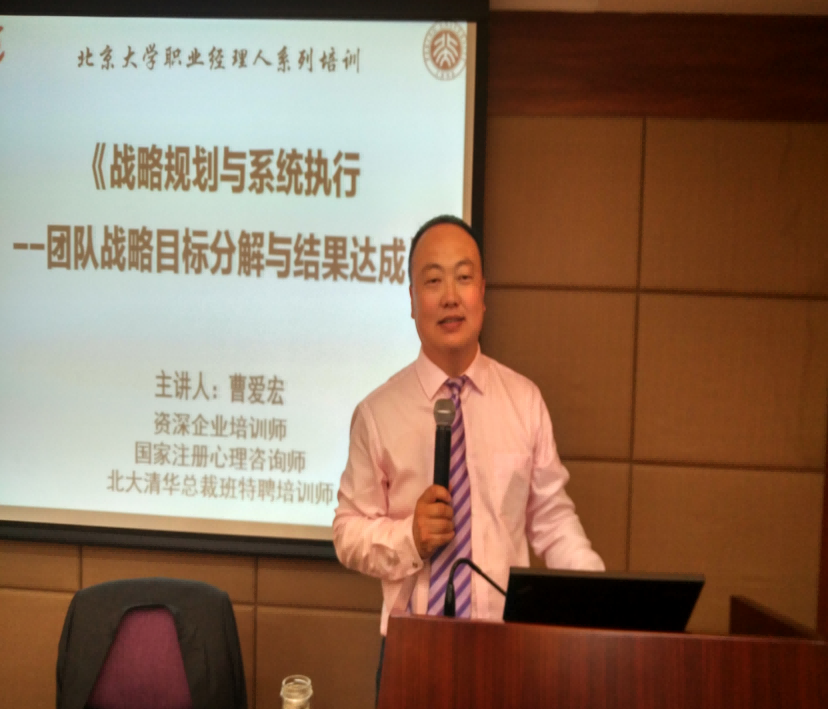 北京大学职业经理人系列培训
《战略规划与系统执行
--团队战略目标分解与结果达成
主讲人：曹爱宏
资深企业培训师
国家注册心理咨询师
北大清华总裁班特聘培训师